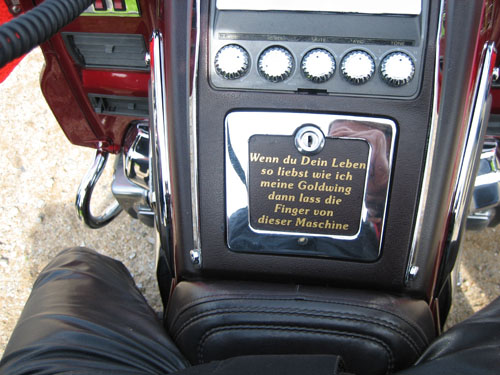 Wenn du Dein Leben
so liebst wie ich
meine Goldwing
dann lass die
Finger von
dieser Maschine